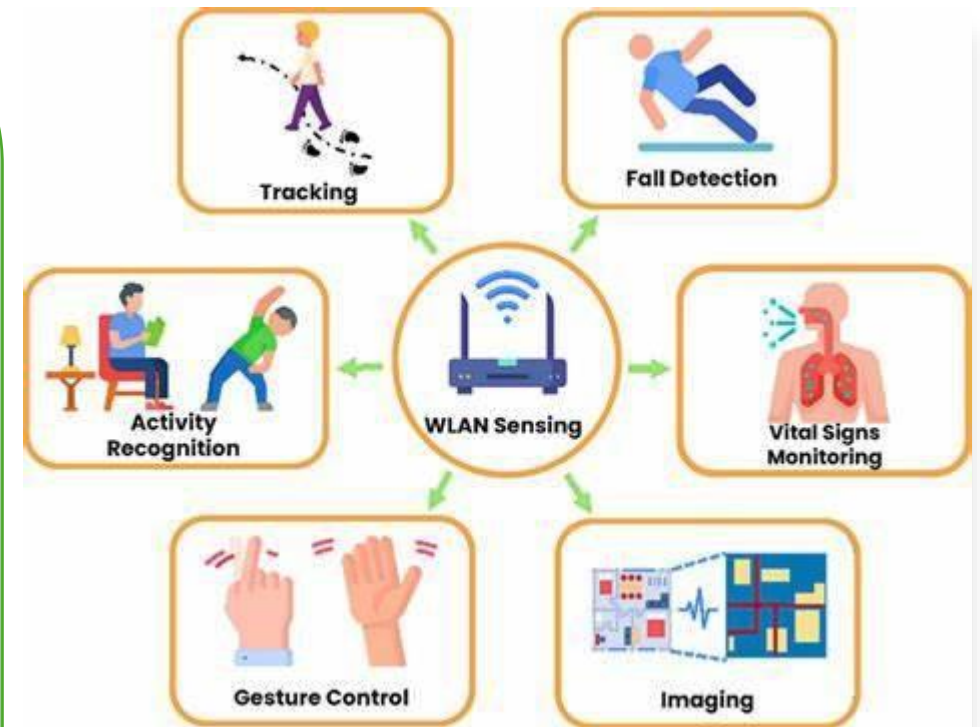 Tracking
Fall Detection
WLAN Sensing
Activity
Recognition
Vital Signs
Monitoring
Gesture Control
Imaging